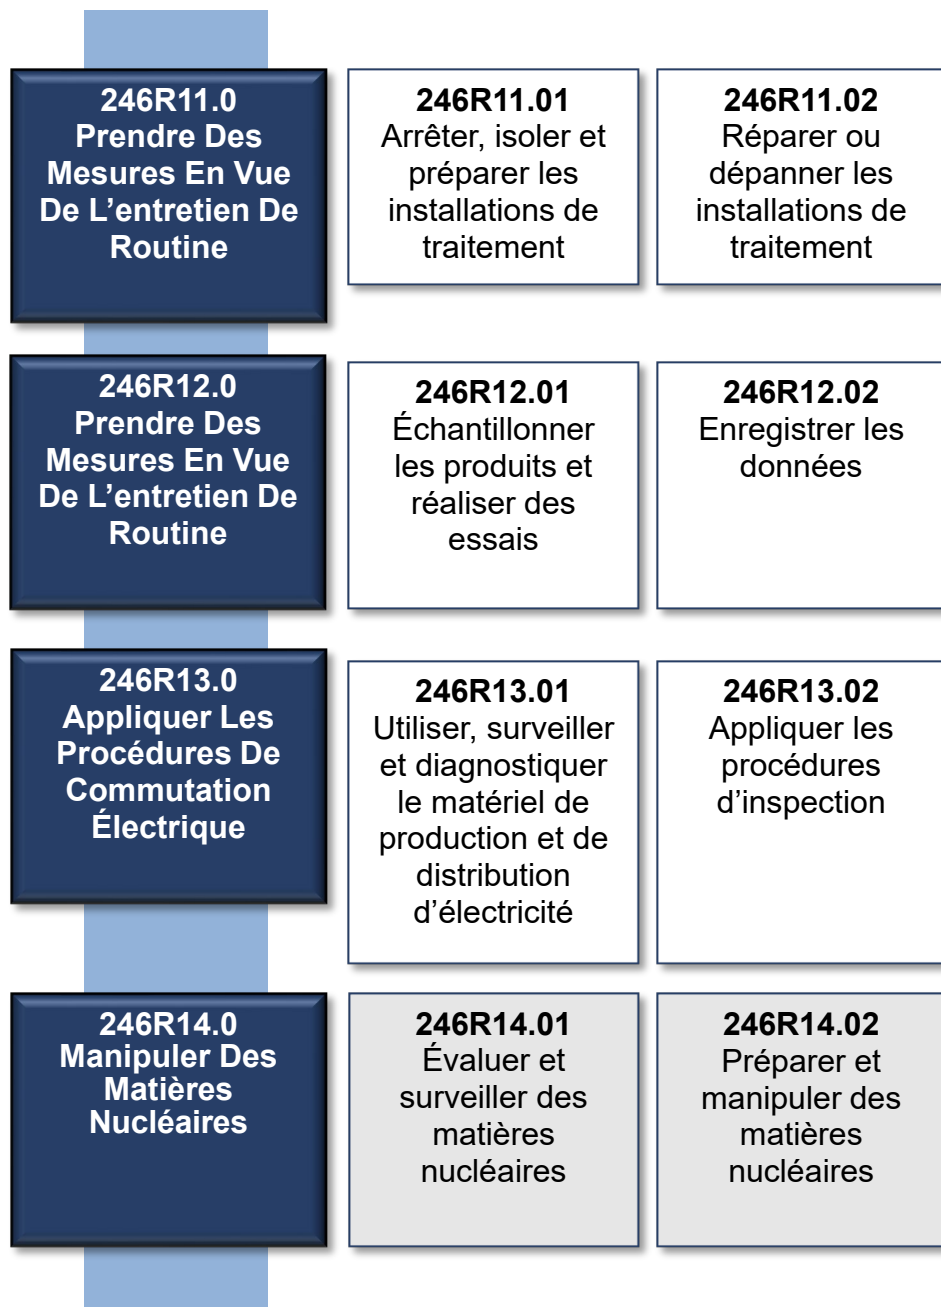 246R11.0
Prendre Des
Mesures En Vue
De L'entretien De
Routine
246R11.01
Arrêter, isoler et
préparer les
installations de
traitement
246R11.02
Réparer ou
dépanner les
installations de
traitement
246R12.0
Prendre Des
Mesures En Vue
De L'entretien De
Routine
246R12.01
Échantillonner
les produits et
réaliser des
essais
246R12.02
Enregistrer les
données
246R13.0
Appliquer Les
Procédures De
Commutation
Électrique
246R13.01
Utiliser, surveiller
et diagnostiquer
le matériel de
production et de
distribution
d'électricité
246R13.02
Appliquer les
procédures
d'inspection
246R14.0
Manipuler Des
Matières
Nucléaires
246R14.01
Évaluer et
surveiller des
matières
nucléaires
246R14.02
Préparer et
manipuler des
matières
nucléaires